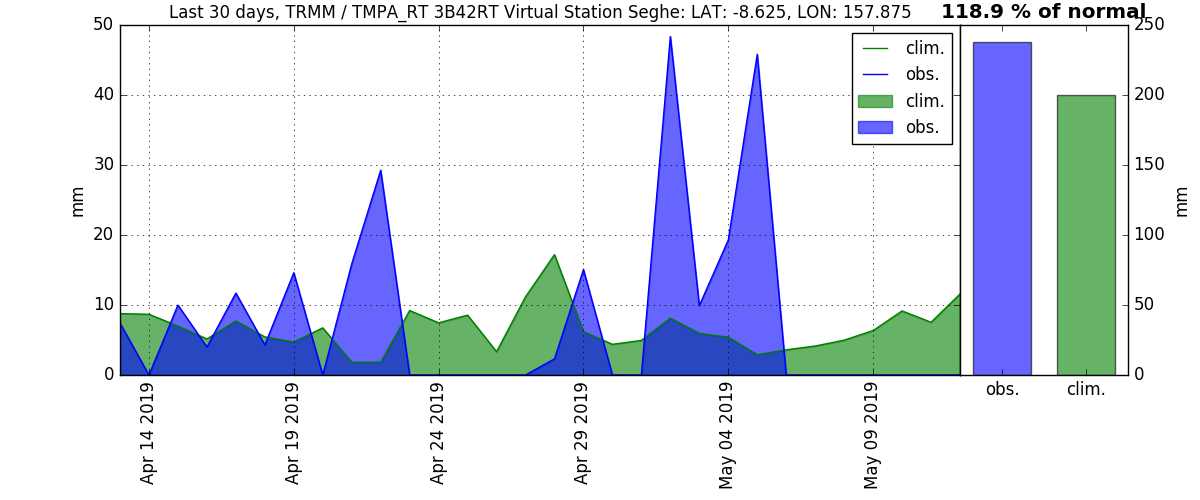 Last 30 days, TRMM / TMPA_RT 3B42RT Virtual Station Seghe: LAT: -8.625, LON: 157.875
118.9 % of normal
50
40
30
20
10
0
mm
clim.
obs.
clim.
obs.
Apr 14 2019
Apr 19 2019
Apr 24 2019
Apr 29 2019
May 04 2019
May 09 2019
250
200
150
100
50
0
mm
obs.
clim.